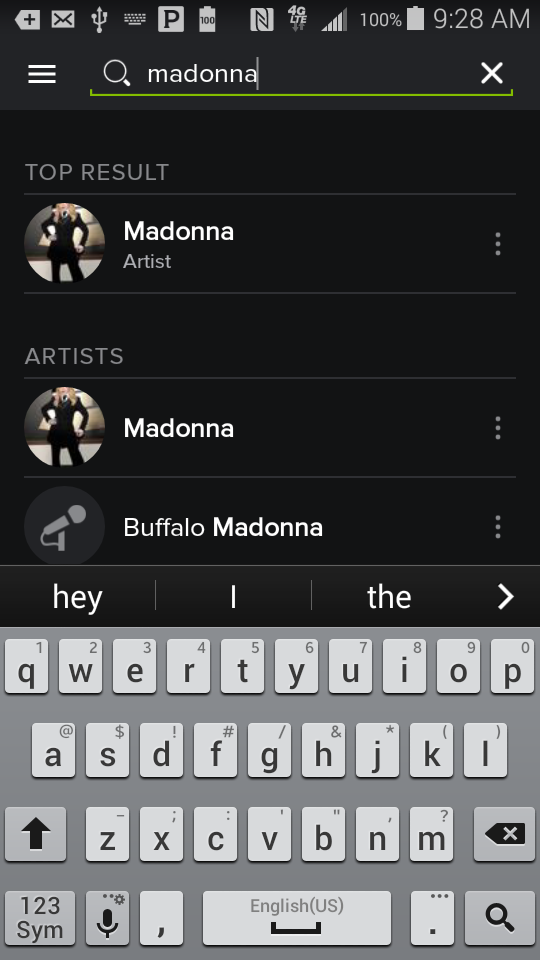 100 4G LTE 100% 9:28 AM
madonna
TOP RESULT
Madonna
Artist
ARTISTS
Madonna
Buffalo Madonna
hey I the
1 2 3 4 5 6 7 8 9 0
q w e r t y u i o p
@ $ ! # / & * ( )
a s d f g h j k l
– ; : ' " , ?
z x c v b n m
123 English(US) ...
Sym , .